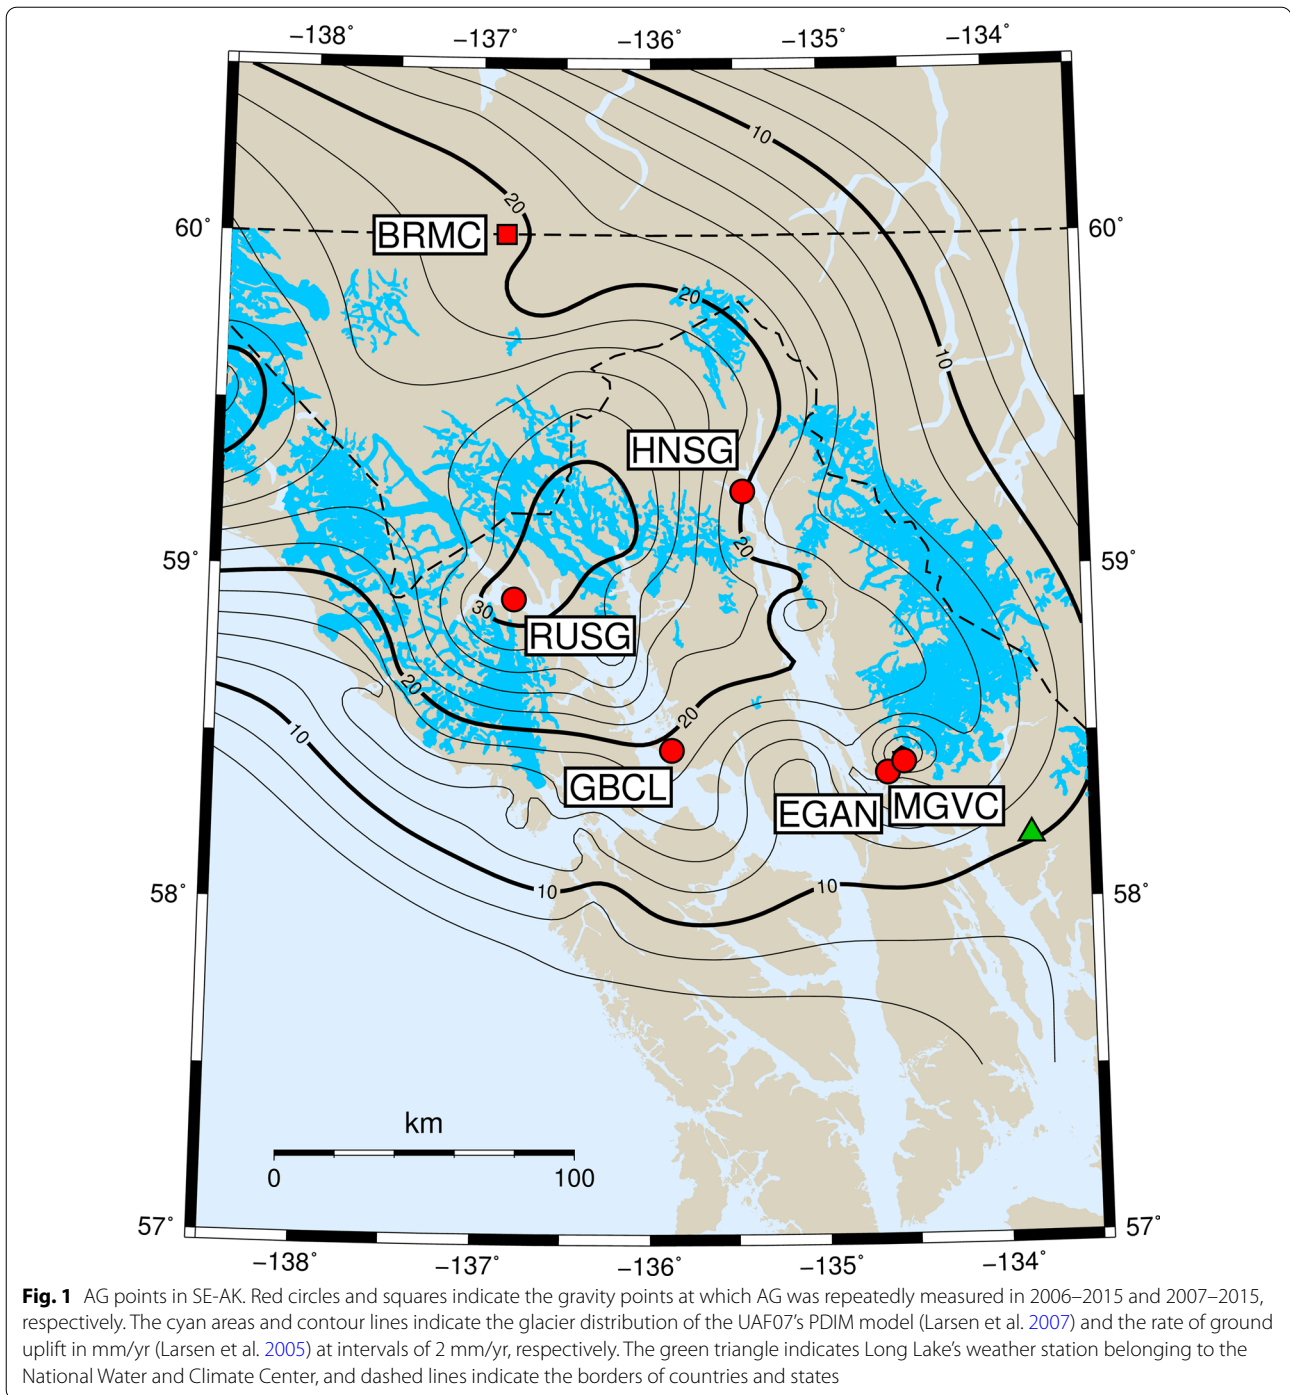 −138˚ −137˚ −136˚ −135˚ −134˚
10
20
60˚ BRMC 60˚
20
10
HNSG
20
59˚ 59˚
30
RUSG
20
20
10
GBCL
EGAN MGVC
10 10
58˚ 58˚
km
0 100
57˚ 57˚
−138˚ −137˚ −136˚ −135˚ −134˚
Fig. 1 AG points in SE-AK. Red circles and squares indicate the gravity points at which AG was repeatedly measured in 2006–2015 and 2007–2015,
respectively. The cyan areas and contour lines indicate the glacier distribution of the UAF07's PDIM model (Larsen et al. 2007) and the rate of ground
uplift in mm/yr (Larsen et al. 2005) at intervals of 2 mm/yr, respectively. The green triangle indicates Long Lake's weather station belonging to the
National Water and Climate Center, and dashed lines indicate the borders of countries and states